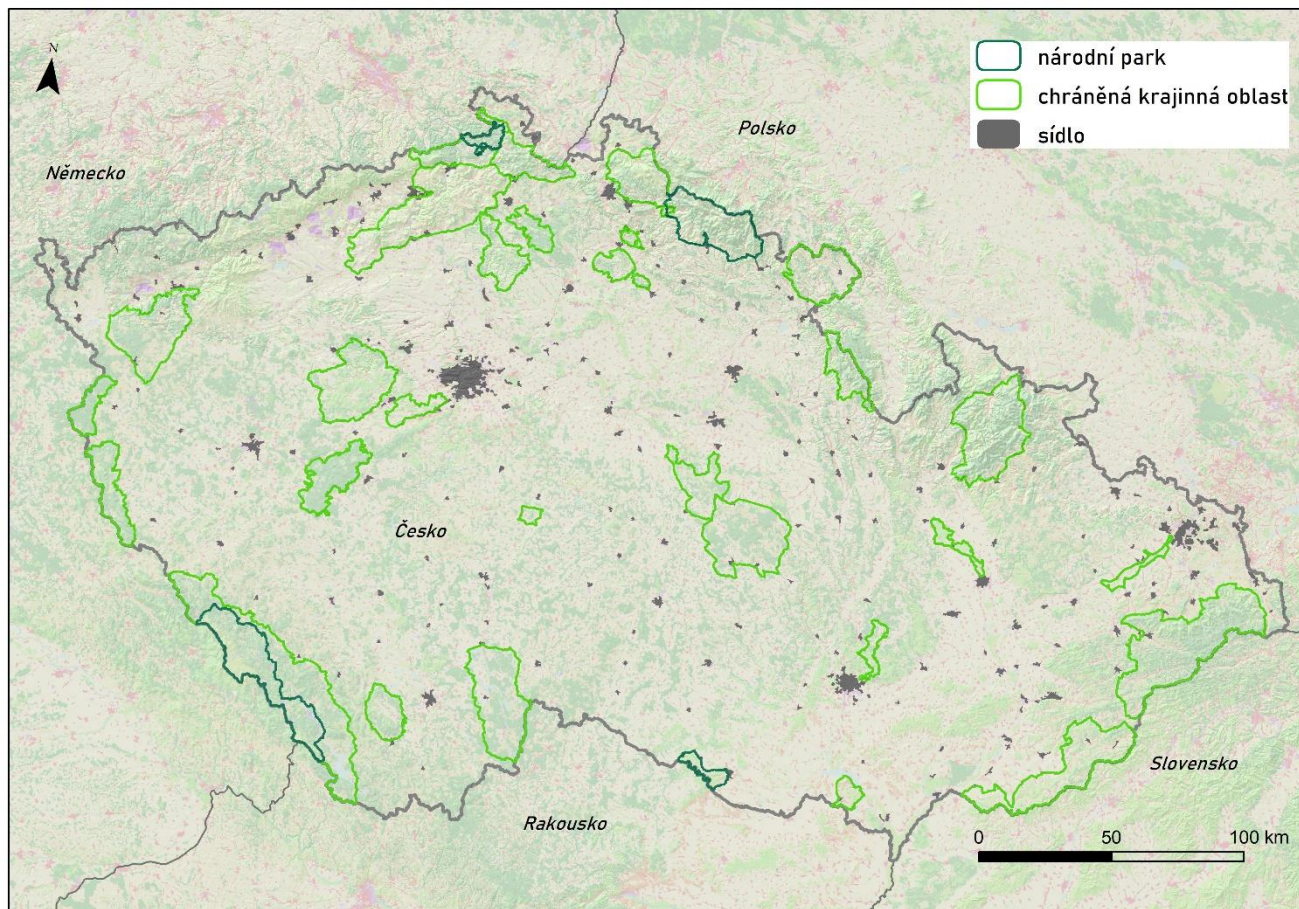 N
národní park
chráněná krajinná oblast
sídlo
Polsko
Německo
Česko
Slovensko
Rakousko
0 50 100 km